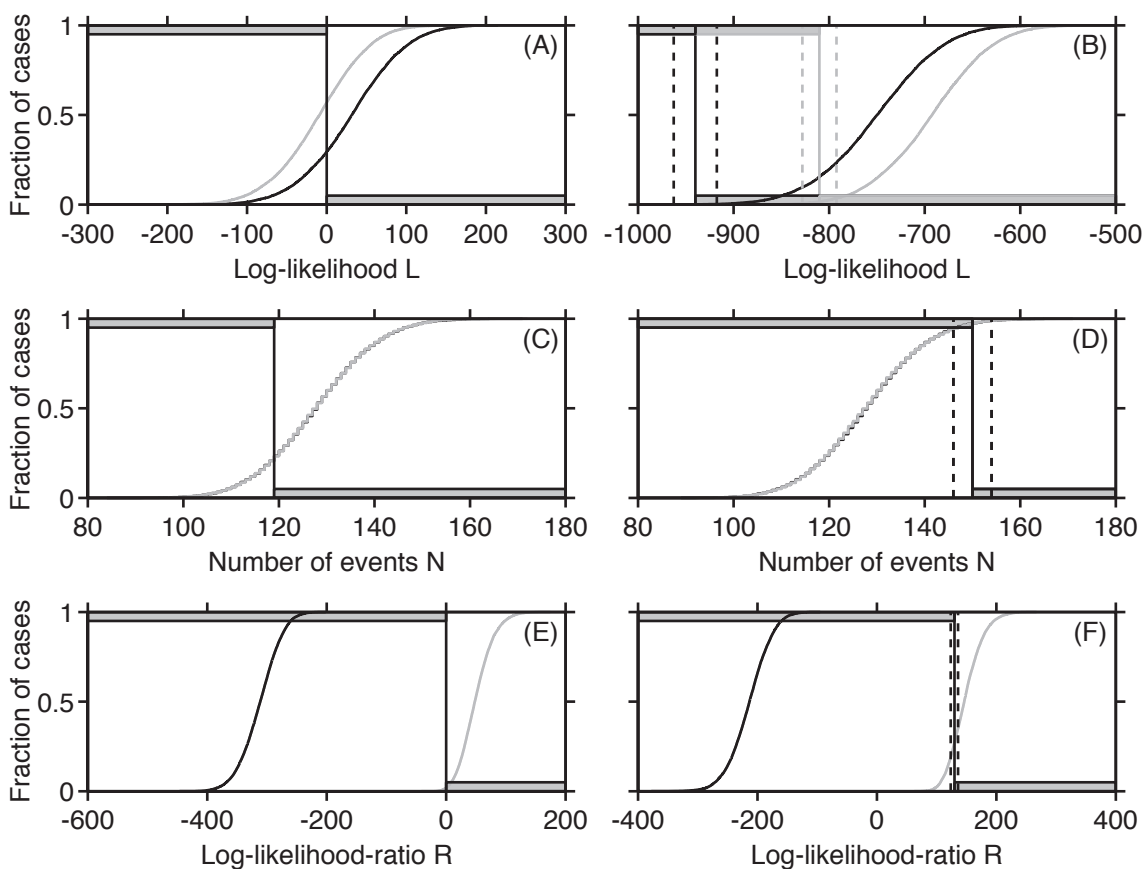 1
0.5
0
Fraction of cases
(A)
-300 -200 -100 0 100 200 300
Log-likelihood L
(B)
-1000 -900 -800 -700 -600 -500
Log-likelihood L
1
0.5
0
Fraction of cases
(C)
80 100 120 140 160 180
Number of events N
(D)
80 100 120 140 160 180
Number of events N
1
0.5
0
Fraction of cases
(E)
-600 -400 -200 0 200
Log-likelihood-ratio R
(F)
-400 -200 0 200 400
Log-likelihood-ratio R